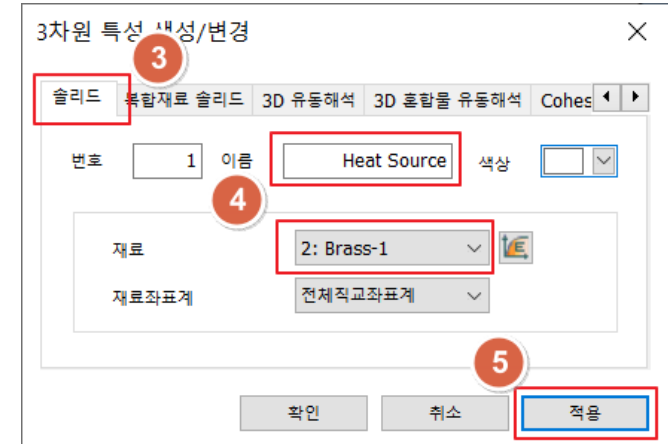 3차원 특성 생성/변경
3
솔리드 복합재료 솔리드 3D 유동해석 3D 혼합물 유동해석 Cohes
번호 1 이름 Heat Source 색상
4
재료 2: Brass-1
재료좌표계 전체직교좌표계
5
확인 취소 적용